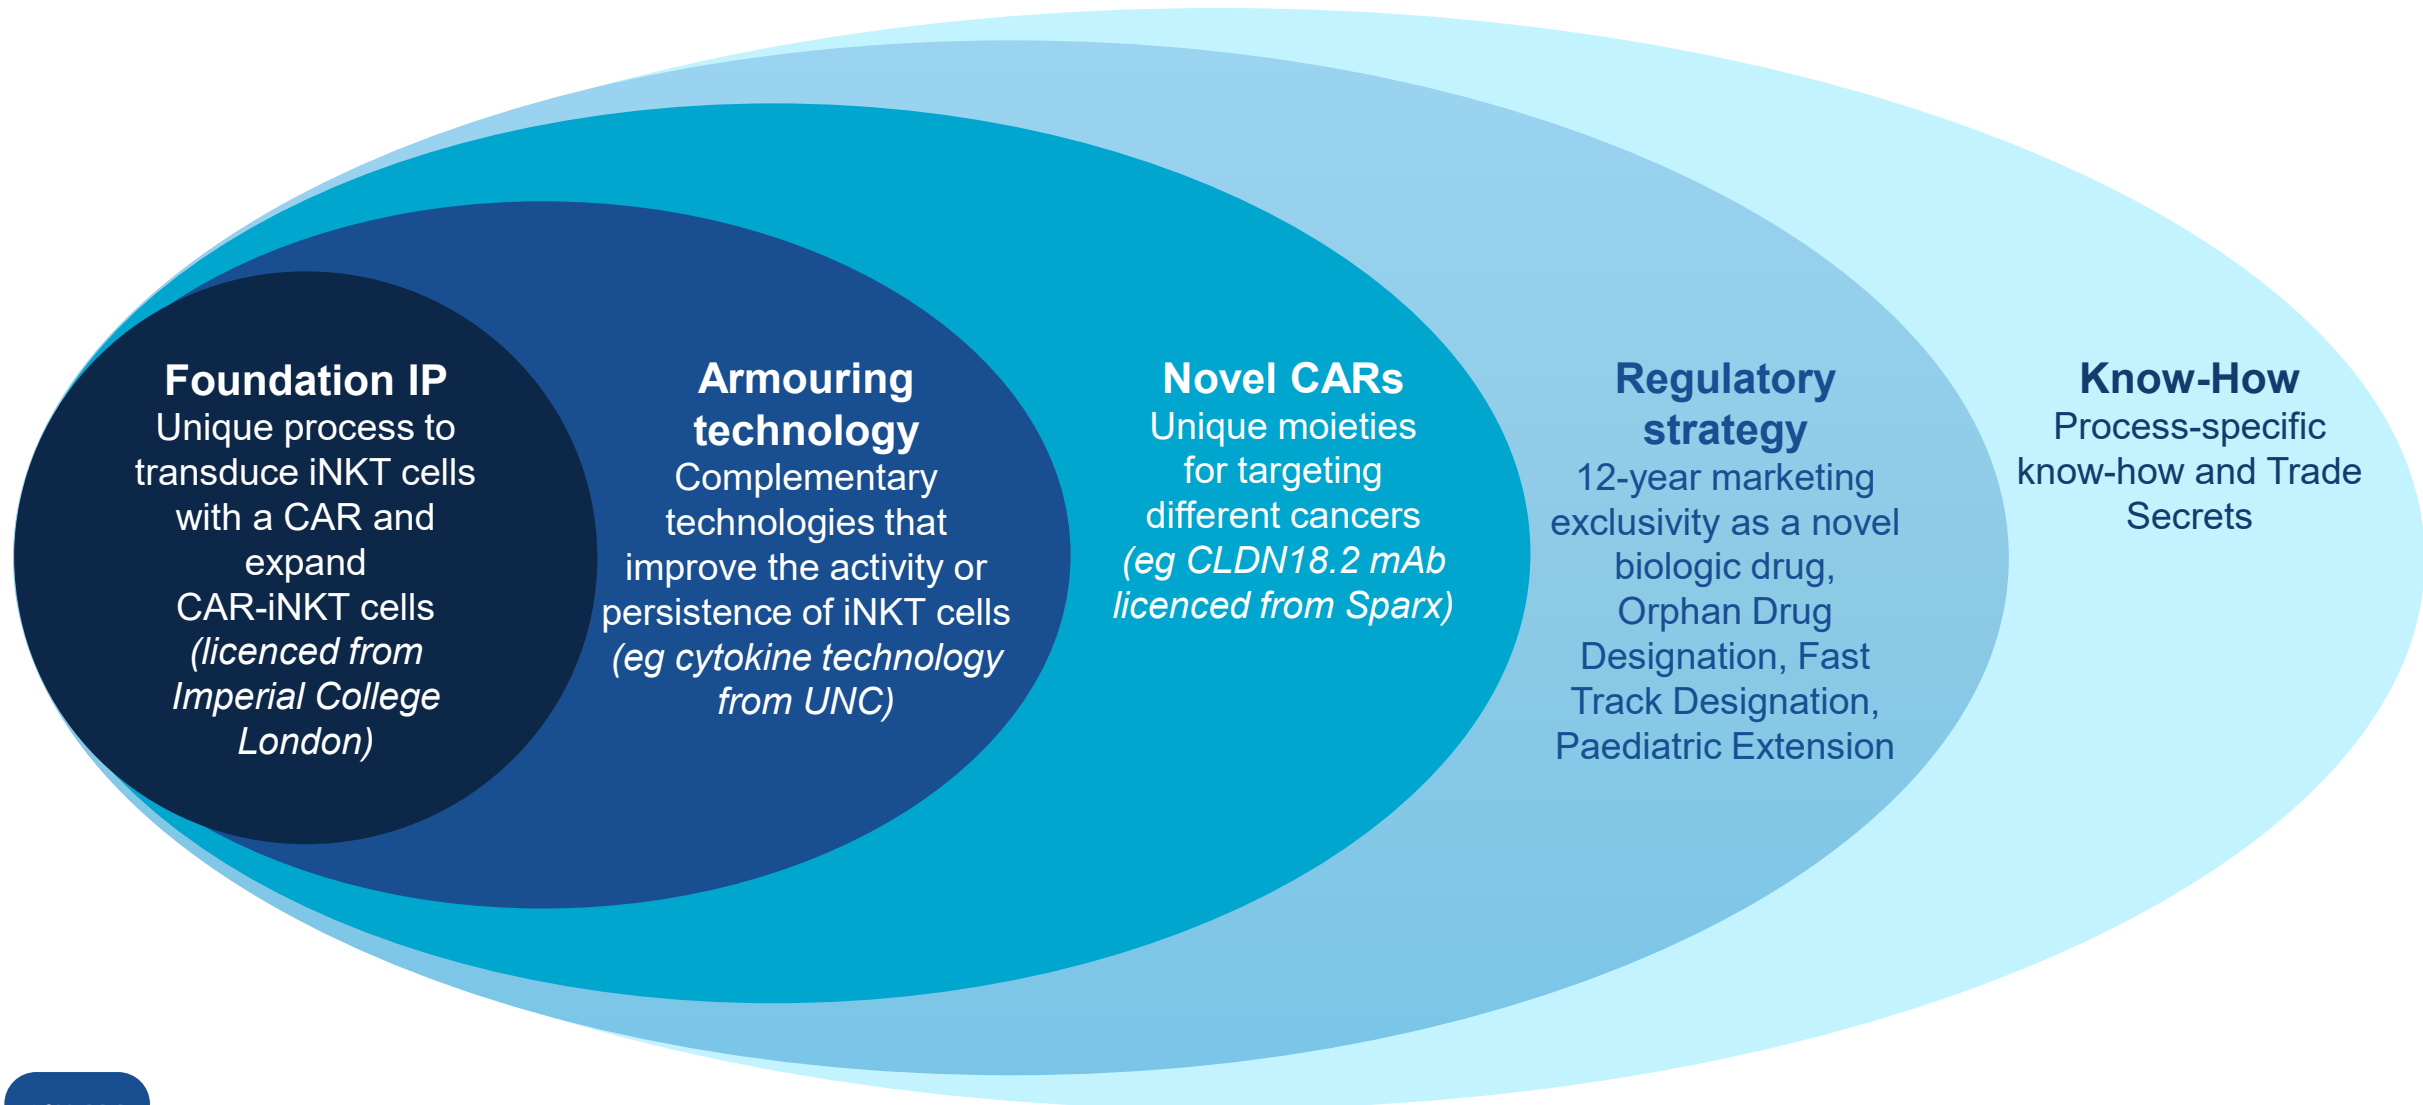 Foundation IP
Unique process to
transduce iNKT cells
with a CAR and
expand
CAR-iNKT cells
(licenced from
Imperial College
London)
Armouring
technology
Complementary
technologies that
improve the activity or
persistence of iNKT cells
(eg cytokine technology
from UNC)
Novel CARs
Unique moieties
for targeting
different cancers
(eg CLDN18.2 mAb
licenced from Sparx)
Regulatory
strategy
12-year marketing
exclusivity as a novel
biologic drug,
Orphan Drug
Designation, Fast
Track Designation,
Paediatric Extension
Know-How
Process-specific
know-how and Trade
Secrets